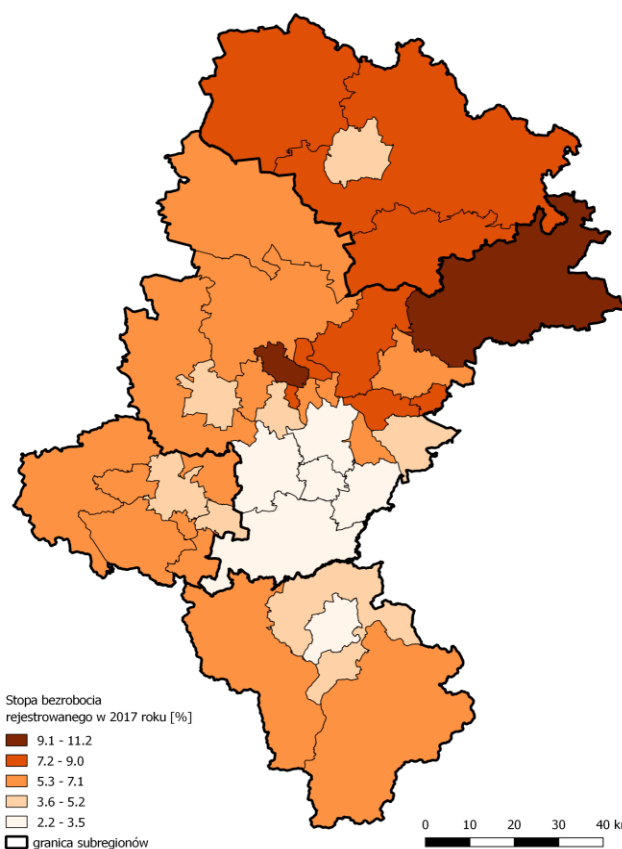 Stopa bezrobocia
rejestrowanego w 2017 roku [%]
9.1 - 11.2
7.2 - 9.0
5.3 - 7.1
3.6 - 5.2
2.2 - 3.5
granica subregionów
0 10 20 30 40 km